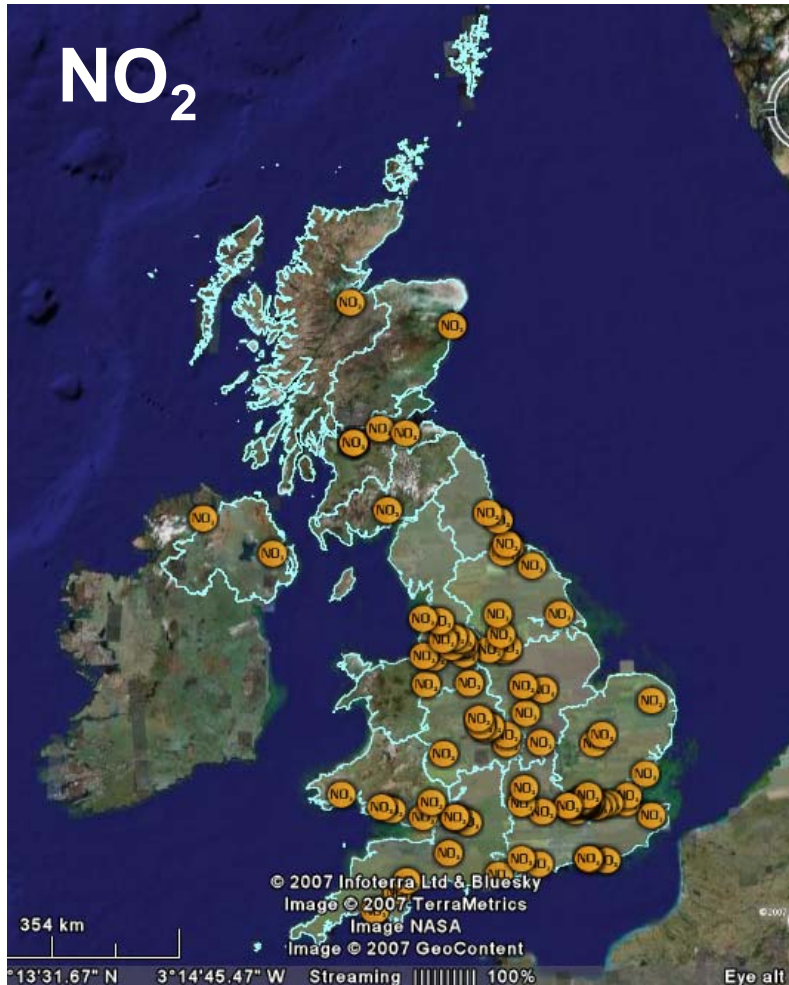 NO₂
© 2007 Infoterra Ltd & Bluesky
Image © 2007 TerraMetrics
Image NASA
Image © 2007 GeoContent
©2007
354 km
°13'31.67" N 3°14'45.47" W Streaming |||||||||| 100% Eye alt